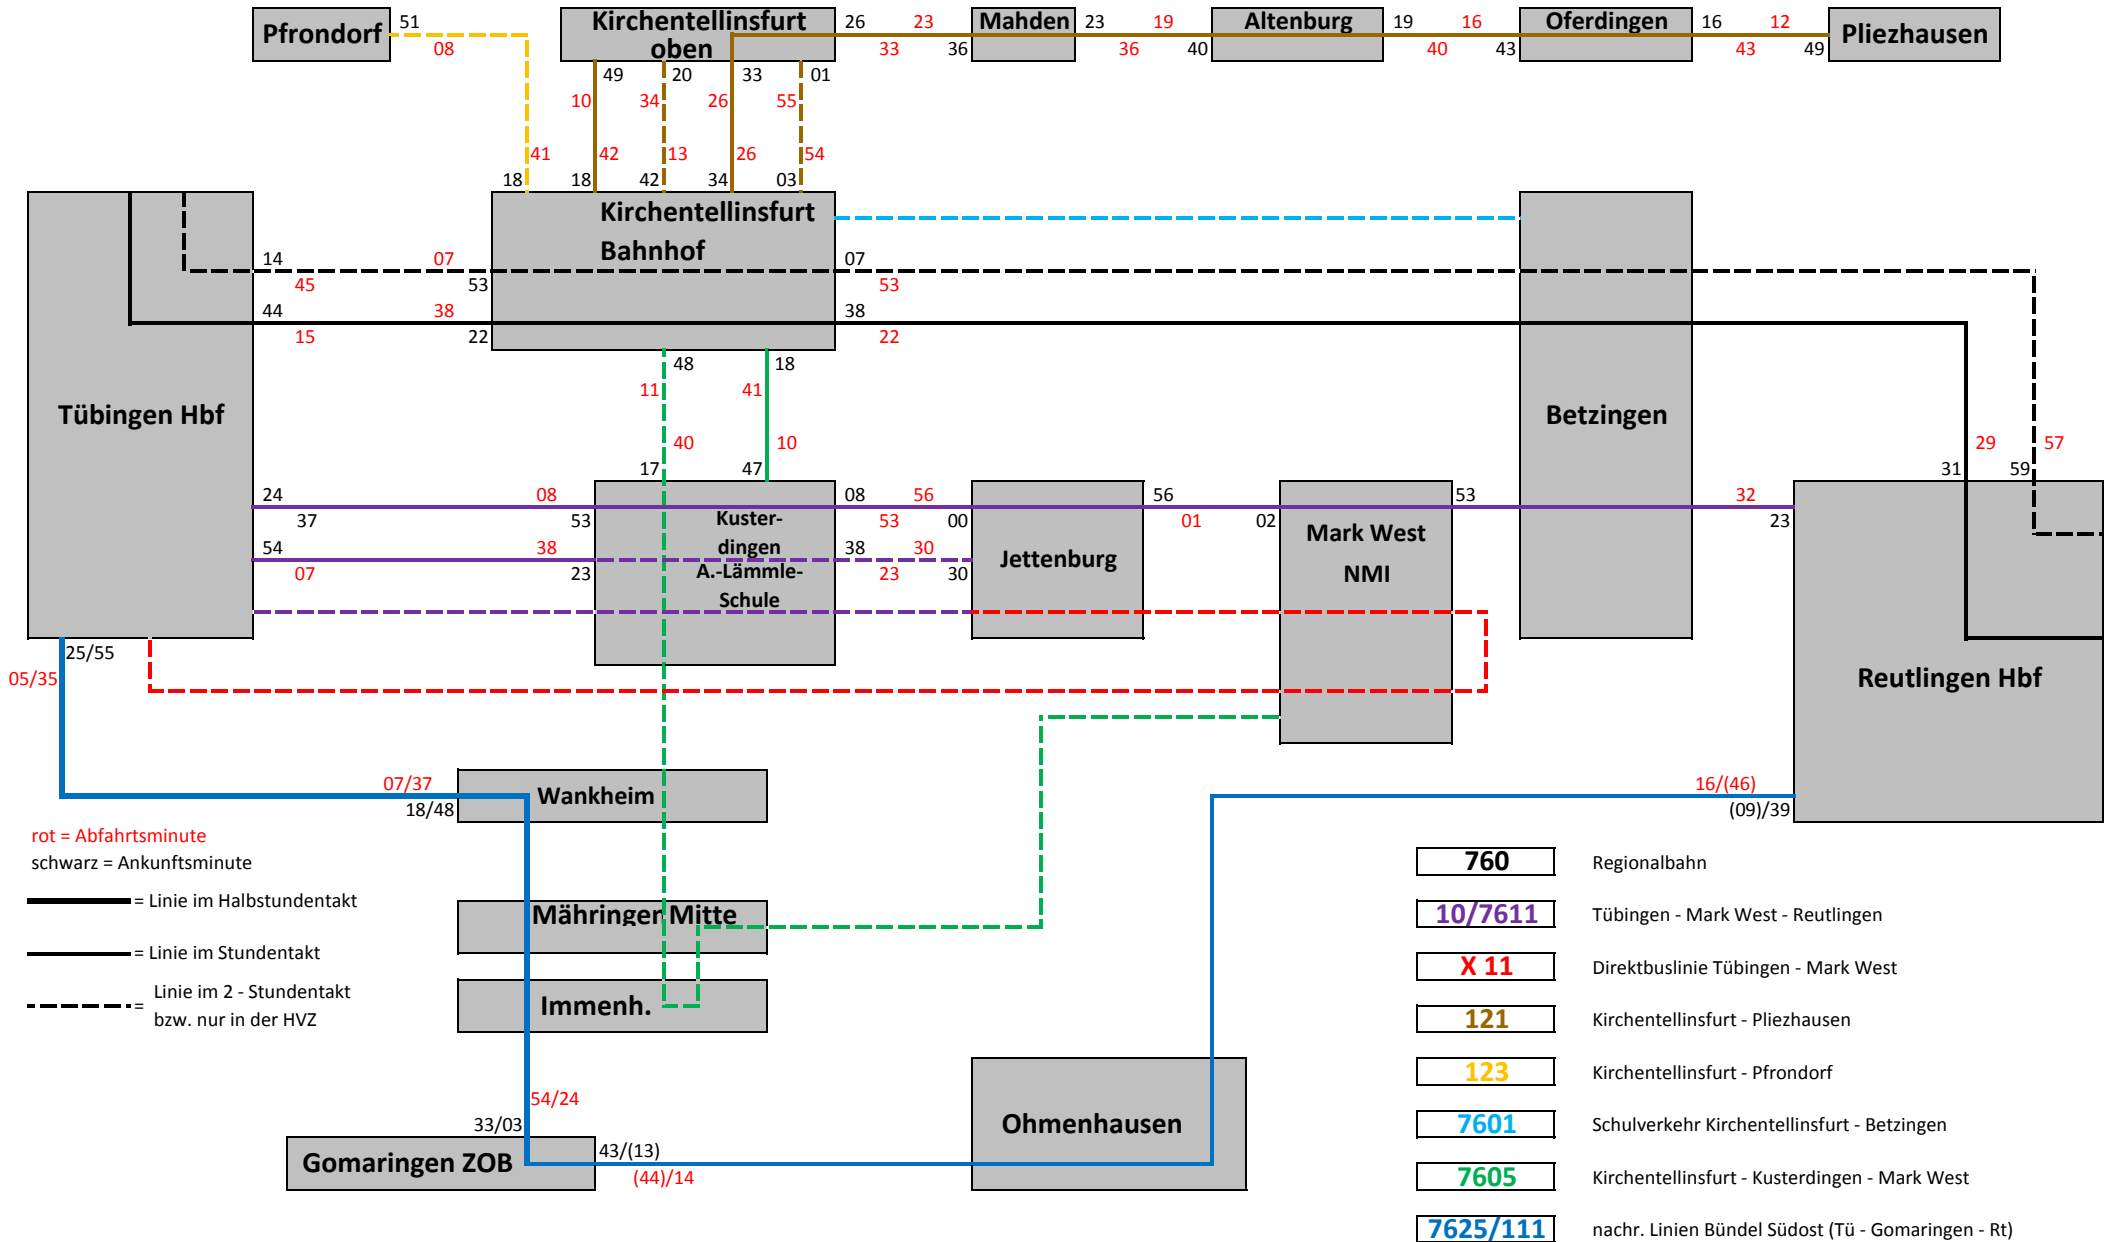 Pfrondorf 51 Kirchentellinsfurt 26 23 Mahden 23 19 Altenburg 19 16 Oferdingen 16 12 Pliezhausen
08 oben 33 36 36 40 40 43 43 49
49 20 33 01
10 34 26 55
41 42 13 26 54
18 18 42 34 03
Kirchentellinsfurt
Bahnhof
14 07 07
45 53 53
44 38 38
15 22 22
48 18
11 41
Tübingen Hbf Betzingen
40 10 29 57
17 47 31 59
24 08 08 56 56 53 32
37 53 Kuster- 53 00 01 02 23
dingen Mark West
54 38 38 30 Jettenburg NMI
07 23 A.-Lämmle- 23 30
Schule
25/55
05/35 Reutlingen Hbf
07/37 Wankheim 16/(46)
18/48 (09)/39
rot = Abfahrtsminute
schwarz = Ankunftsminute
= Linie im Halbstundentakt
= Linie im Stundentakt
= Linie im 2 - Stundentakt
bzw. nur in der HVZ
Mähringen Mitte
Immenh.
54/24
33/03
Gomaringen ZOB 43/(13)
(44)/14
Ohmenhausen
760 Regionalbahn
10/7611 Tübingen - Mark West - Reutlingen
X 11 Direktbuslinie Tübingen - Mark West
121 Kirchentellinsfurt - Pliezhausen
123 Kirchentellinsfurt - Pfrondorf
7601 Schulverkehr Kirchentellinsfurt - Betzingen
7605 Kirchentellinsfurt - Kusterdingen - Mark West
7625/111 nachr. Linien Bündel Südost (Tü - Gomaringen - Rt)